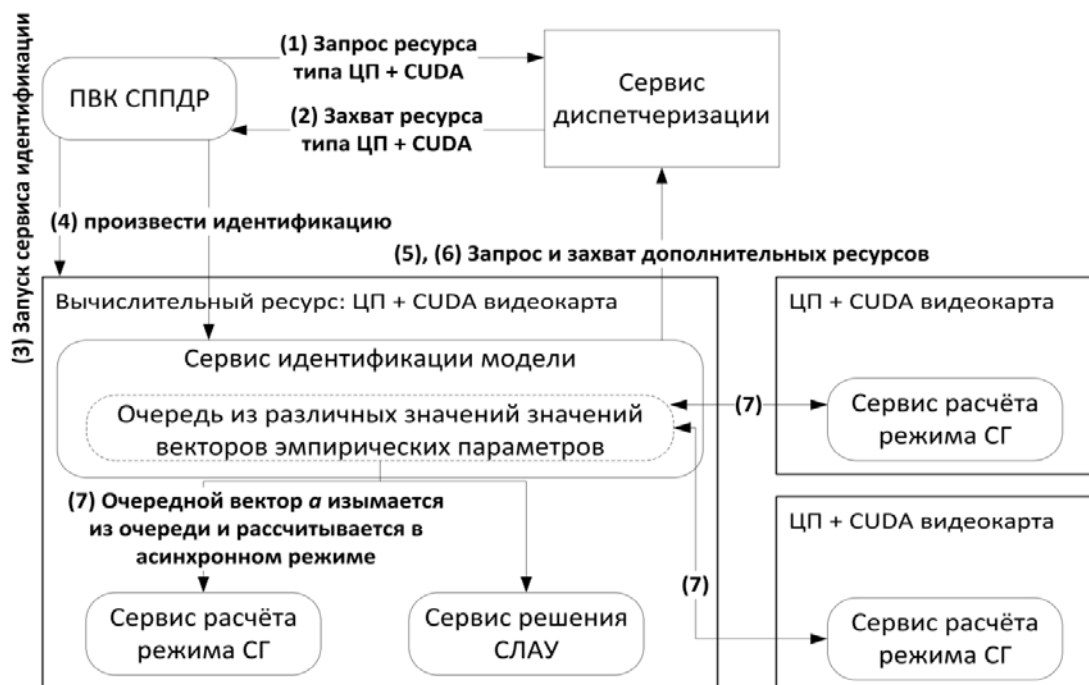 (1) Запрос ресурса
типа ЦП + CUDA
ПВК СППДР
Сервис
диспетчеризации
(2) Захват ресурса
типа ЦП + CUDA
(3) Запуск сервиса идентификации
(4) произвести идентификацию
(5), (6) Запрос и захват дополнительных ресурсов
Вычислительный ресурс: ЦП + CUDA видеокарта
Сервис идентификации модели
Очередь из различных значений значений
векторов эмпирических параметров
(7) Очередной вектор а изымается
из очереди и рассчитывается в
асинхронном режиме
Сервис расчёта
режима СГ
Сервис решения
СЛАУ
ЦП + CUDA видеокарта
(7)
Сервис расчёта
режима СГ
ЦП + CUDA видеокарта
(7)
Сервис расчёта
режима СГ